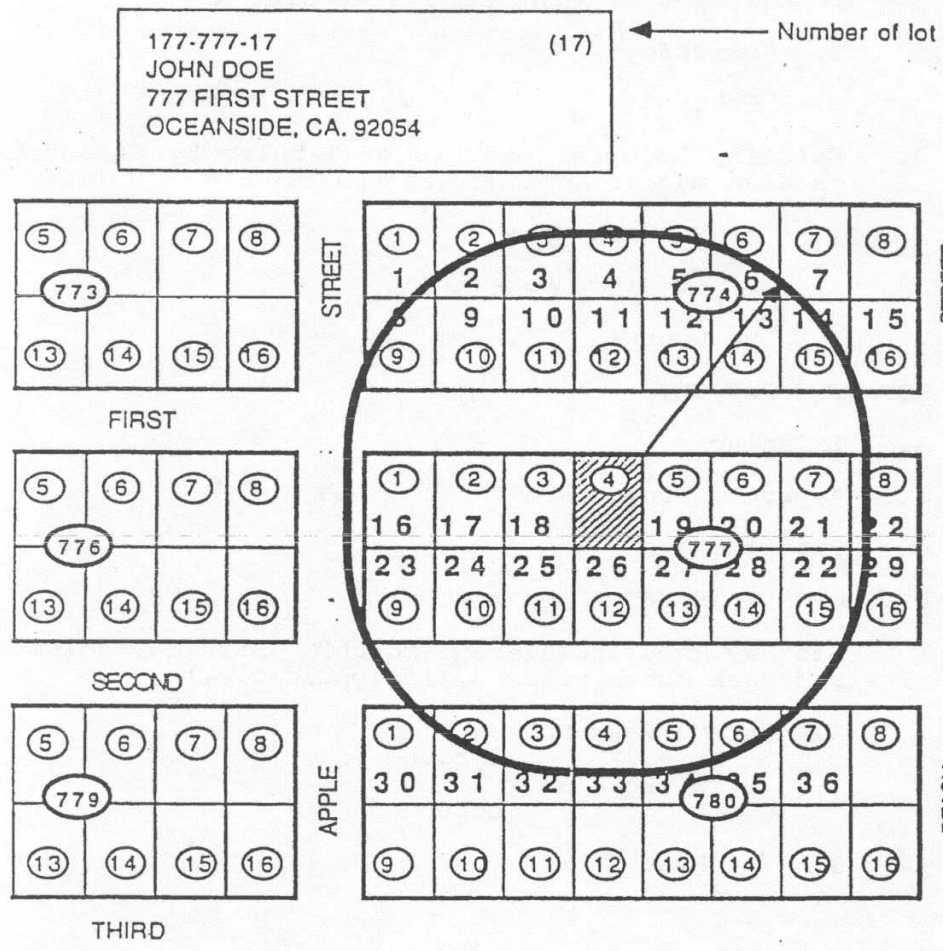 177-777-17 (17) Number of lot
JOHN DOE
777 FIRST STREET
OCEANSIDE, CA. 92054
5 6 7 8
773
13 14 15 16
FIRST
STREET
1 2 3 4 5 6 7 8
1 2 3 4 5 774 6 7
8 9 10 11 12 13 14 15
9 10 11 12 13 14 15 16
5 6 7 8
776
13 14 15 16
SECOND
1 2 3 4 5 6 7 8
16 17 18 19 20 21 22
777
23 24 25 26 27 28 22 29
9 10 11 12 13 14 15 16
5 6 7 8
779
13 14 15 16
THIRD
APPLE
1 2 3 4 5 6 7 8
30 31 32 33 34 35 36
780
9 10 11 12 13 14 15 16